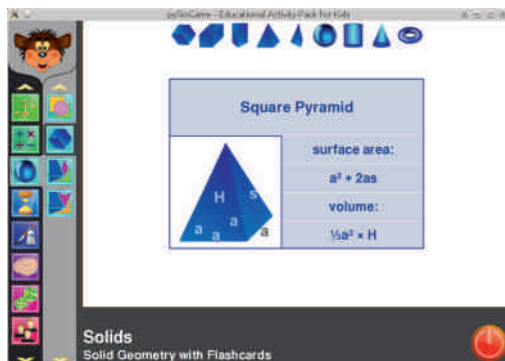 pySioGame - Educational Activity Pack for Kids
Square Pyramid
surface area:
a² + 2as
volume:
⅓a² × H
H
s
a
a
a
a
Solids
Solid Geometry with Flashcards